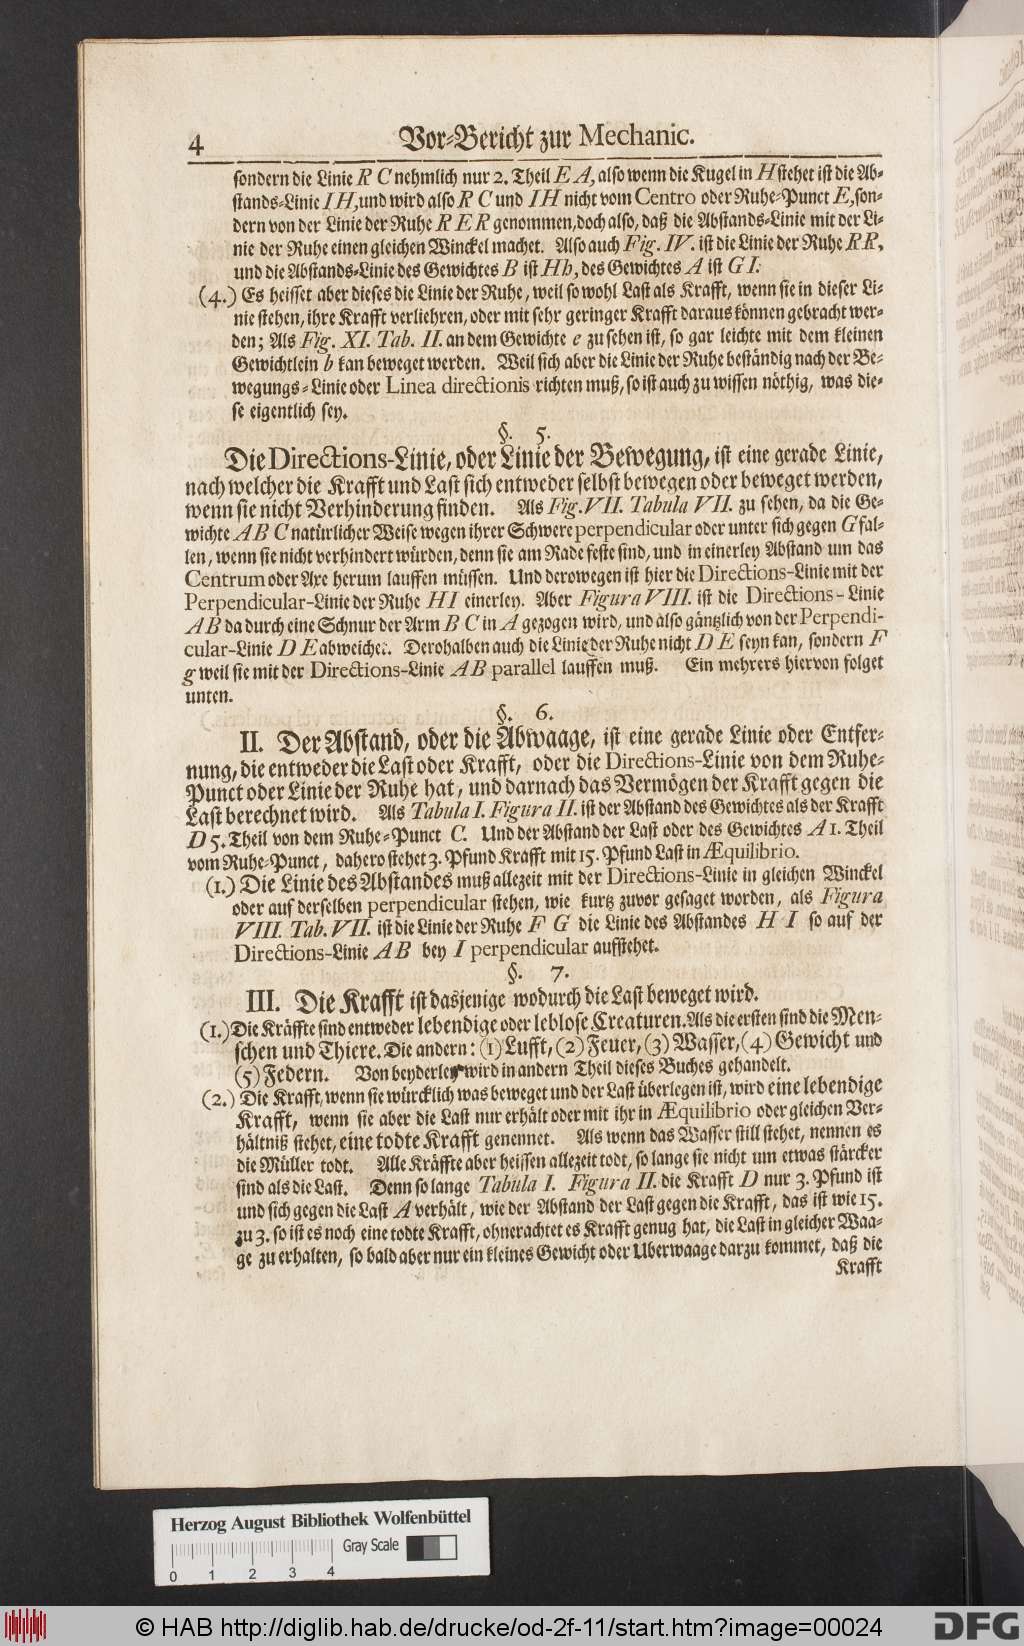 4 Vor-Bericht zur Mechanic.
sondern die Linie R C nehmlich nur 2. Theil E A, also wenn die Kugel in H stehet ist die Ab-
stands-Linie I H, und wird also R C und I H nicht vom Centro oder Ruhe-Punct E, son-
dern von der Linie der Ruhe R E R genommen, doch also, daß die Abstands-Linie mit der Li-
nie der Ruhe einen gleichen Winckel machet. Also auch Fig. IV. ist die Linie der Ruhe R R,
und die Abstands-Linie des Gewichtes B ist H h, des Gewichtes A ist G I.
(4.) Es heisset aber dieses die Linie der Ruhe, weil so wohl Last als Krafft, wenn sie in dieser Li-
nie stehen, ihre Krafft verliehren, oder mit sehr geringer Krafft daraus können gebracht wer-
den; Als Fig. XI. Tab. II. an dem Gewichte e zu sehen ist, so gar leichte mit dem kleinen
Gewichtlein b kan beweget werden. Weil sich aber die Linie der Ruhe beständig nach der Be-
wegungs-Linie oder Linea directionis richten muß, so ist auch zu wissen nöthig, was die-
se eigentlich sey.
§. 5.
Die Directions-Linie, oder Linie der Bewegung, ist eine gerade Linie,
nach welcher die Krafft und Last sich entweder selbst bewegen oder beweget werden,
wenn sie nicht Verhinderung finden. Als Fig. VII. Tabula VII. zu sehen, da die Ge-
wichte A B C natürlicher Weise wegen ihrer Schwere perpendicular oder unter sich gegen G fal-
len, wenn sie nicht verhindert würden, denn sie am Rade feste sind, und in einerley Abstand um das
Centrum oder Axe herum lauffen müssen. Und derowegen ist hier die Directions-Linie mit der
Perpendicular-Linie der Ruhe H I einerley. Aber Figura VIII. ist die Directions-Linie
A B da durch eine Schnur der Arm B C in A gezogen wird, und also gäntzlich von der Perpendi-
cular-Linie D E abweichet. Derohalben auch die Linie der Ruhe nicht D E seyn kan, sondern F
g weil sie mit der Directions-Linie A B parallel lauffen muß. Ein mehrers hiervon folget
unten.
§. 6.
II. Der Abstand, oder die Abwaage, ist eine gerade Linie oder Entfer-
nung, die entweder die Last oder Krafft, oder die Directions-Linie von dem Ruhe-
Punct oder Linie der Ruhe hat, und darnach das Vermögen der Krafft gegen die
Last berechnet wird. Als Tabula I. Figura II. ist der Abstand des Gewichtes als der Krafft
D 5. Theil von dem Ruhe-Punct C. Und der Abstand der Last oder des Gewichtes A 1. Theil
vom Ruhe-Punct, dahero stehet 3. Pfund Krafft mit 15. Pfund Last in Æquilibrio.
(1.) Die Linie des Abstandes muß allezeit mit der Directions-Linie in gleichen Winckel
oder auf derselben perpendicular stehen, wie kurtz zuvor gesaget worden, als Figura
VIII. Tab. VII. ist die Linie der Ruhe F G die Linie des Abstandes H I so auf der
Directions-Linie A B bey I perpendicular aufstehet.
§. 7.
III. Die Krafft ist dasjenige wodurch die Last beweget wird.
(1.) Die Kräffte sind entweder lebendige oder leblose Creaturen. Als die ersten sind die Men-
schen und Thiere. Die andern: (1) Lufft, (2) Feuer, (3) Wasser, (4) Gewicht und
(5) Federn. Von beyderley wird in andern Theil dieses Buches gehandelt.
(2.) Die Krafft, wenn sie würcklich was beweget und der Last überlegen ist, wird eine lebendige
Krafft, wenn sie aber die Last nur erhält oder mit ihr in Æquilibrio oder gleichen Ver-
hältniß stehet, eine todte Krafft genennet. Als wenn das Wasser still stehet, nennen es
die Müller todt. Alle Kräffte aber heissen allezeit todt, so lange sie nicht um etwas stärcker
sind als die Last. Denn so lange Tabula I. Figura II. die Krafft D nur 3. Pfund ist
und sich gegen die Last A verhält, wie der Abstand der Last gegen die Krafft, das ist wie 15.
zu 3. so ist es noch eine todte Krafft, ohnerachtet es Krafft genug hat, die Last in gleicher Waa-
ge zu erhalten, so bald aber nur ein kleines Gewicht oder Uberwaage darzu kommet, daß die
Krafft
Herzog August Bibliothek Wolfenbüttel
Gray Scale
0 1 2 3 4
© HAB http://diglib.hab.de/drucke/od-2f-11/start.htm?image=00024
DFG